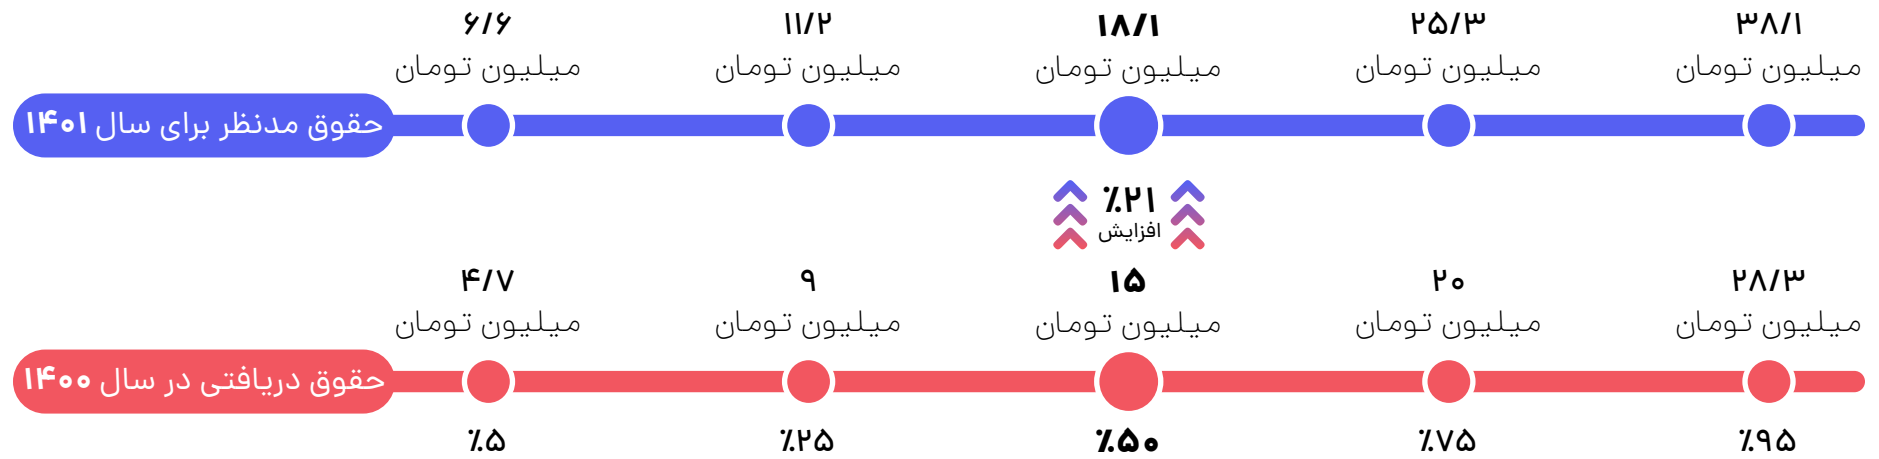 ۶/۶
میلیون تومان
۱۱/۲
میلیون تومان
۱۸/۱
میلیون تومان
۲۵/۳
میلیون تومان
۳۸/۱
میلیون تومان
حقوق مدنظر برای سال ۱۴۰۱
٪۲۱
افزایش
۴/۷
میلیون تومان
۹
میلیون تومان
۱۵
میلیون تومان
۲۰
میلیون تومان
۲۸/۳
میلیون تومان
حقوق دریافتی در سال ۱۴۰۰
٪۵
٪۲۵
٪۵۰
٪۷۵
٪۹۵